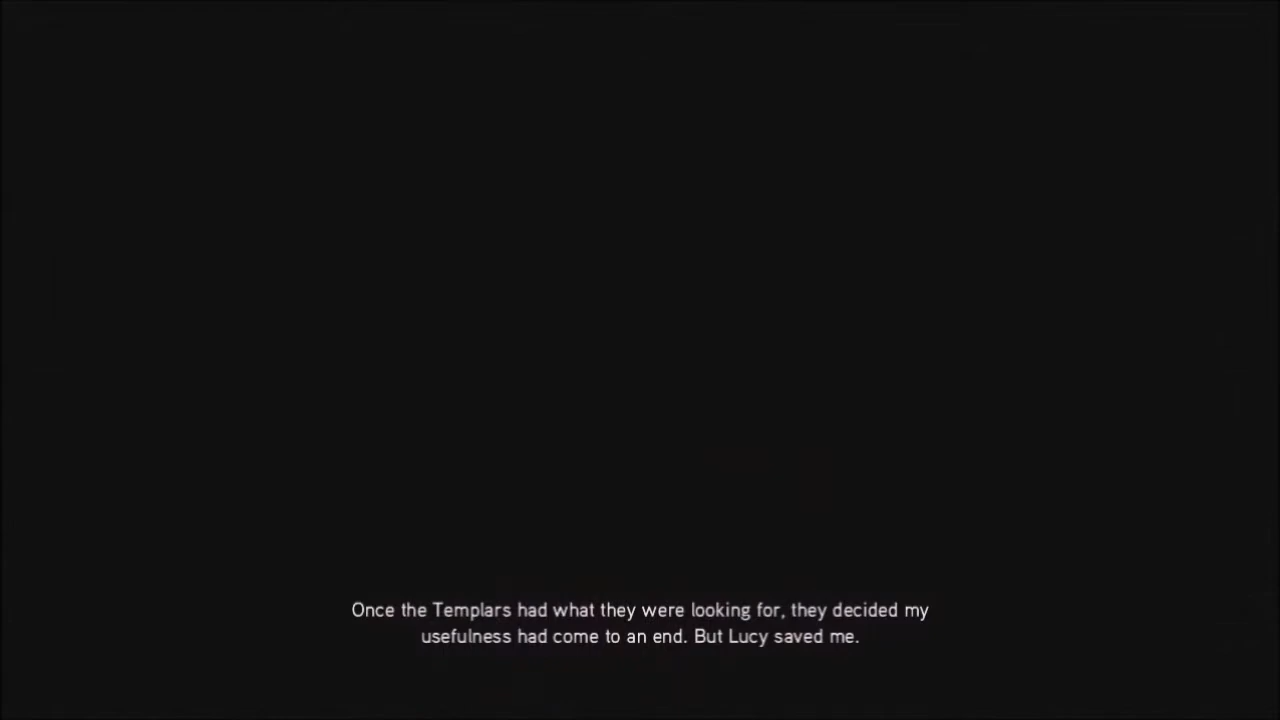 Once the Templars had what they were looking for, they decided my
usefulness had come to an end. But Lucy saved me.